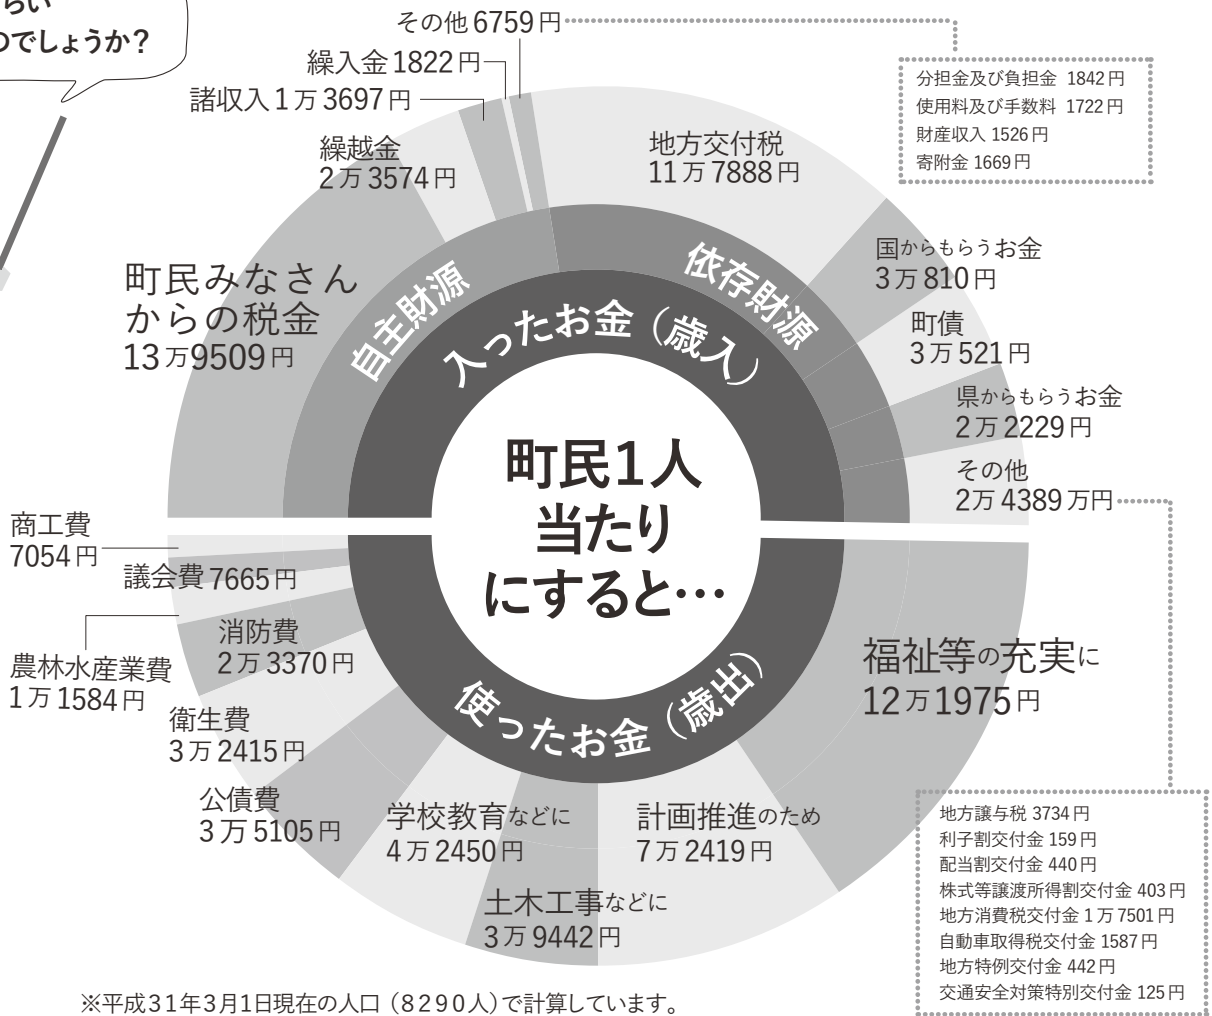 らい
のでしょうか？
その他 6759円
繰入金 1822円
諸収入 1万3697円
繰越金
2万3574円
町民みなさん
からの税金
13万9509円
地方交付税
11万7888円
分担金及び負担金 1842円
使用料及び手数料 1722円
財産収入 1526円
寄附金 1669円
国からもらうお金
3万810円
町債
3万521円
県からもらうお金
2万2229円
その他
2万4389万円
自主財源
依存財源
入ったお金（歳入）
町民1人
当たり
にすると…
使ったお金（歳出）
商工費
7054円
議会費 7665円
農林水産業費
1万1584円
消防費
2万3370円
衛生費
3万2415円
公債費
3万5105円
学校教育などに
4万2450円
土木工事などに
3万9442円
計画推進のため
7万2419円
福祉等の充実に
12万1975円
地方譲与税 3734円
利子割交付金 159円
配当割交付金 440円
株式等譲渡所得割交付金 403円
地方消費税交付金 1万7501円
自動車取得税交付金 1587円
地方特例交付金 442円
交通安全対策特別交付金 125円
※平成31年3月1日現在の人口（8290人）で計算しています。